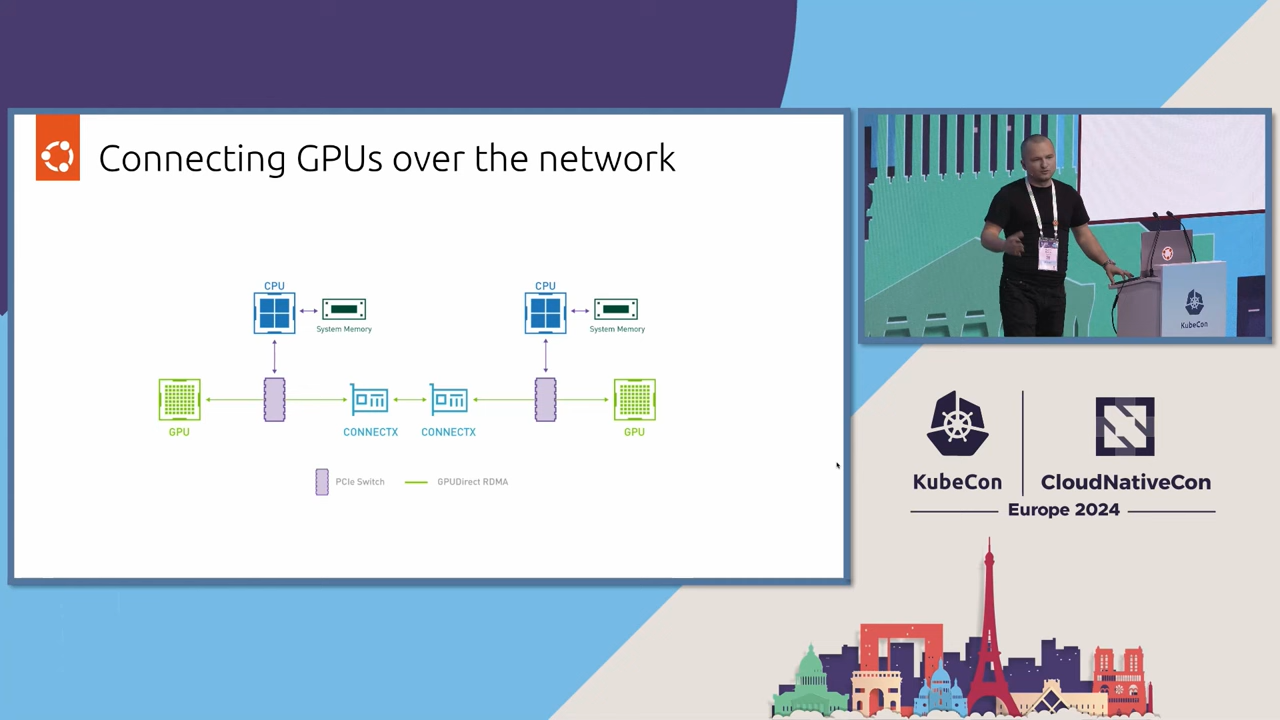 Connecting GPUs over the network
CPU
System Memory
CPU
System Memory
GPU
CONNECTX
CONNECTX
GPU
PCIe Switch
GPUDirect RDMA
KubeCon
KubeCon
CloudNativeCon
Europe 2024